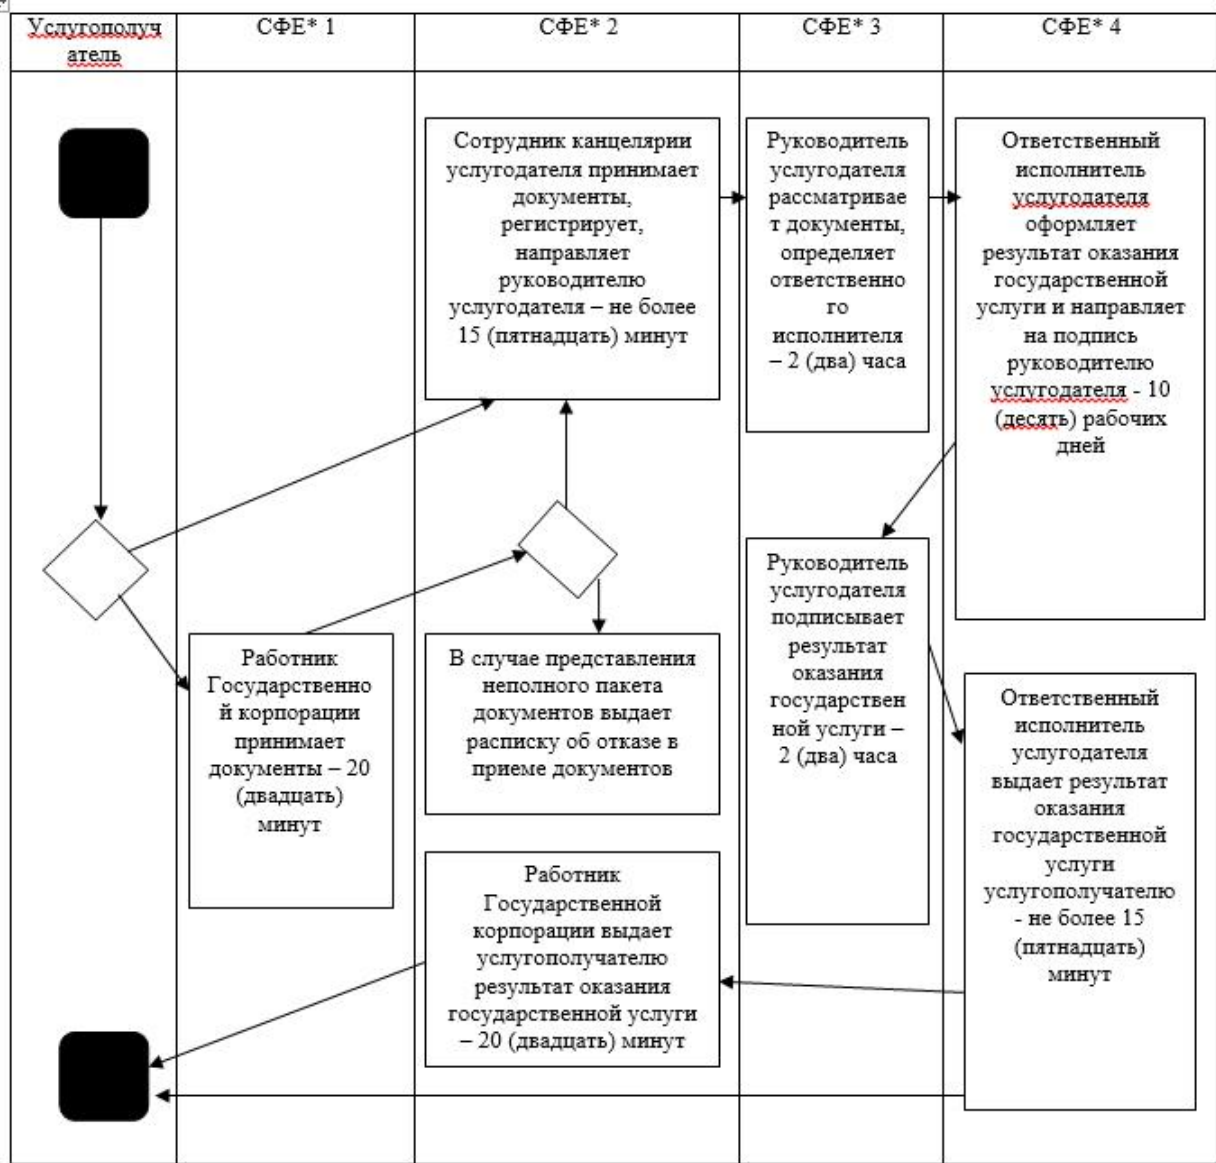 Услугополуч
атель
СФЕ* 1
СФЕ* 2
СФЕ* 3
СФЕ* 4
Сотрудник канцелярии
услугодателя принимает
документы,
регистрирует,
направляет
руководителю
услугодателя – не более
15 (пятнадцать) минут
Руководитель
услугодателя
рассматривае
т документы,
определяет
ответственно
го
исполнителя
– 2 (два) часа
Ответственный
исполнитель
услугодателя
оформляет
результат оказания
государственной
услуги и направляет
на подпись
руководителю
услугодателя - 10
(десять) рабочих
дней
Работник
Государственно
й корпорации
принимает
документы – 20
(двадцать)
минут
В случае представления
неполного пакета
документов выдает
расписку об отказе в
приеме документов
Руководитель
услугодателя
подписывает
результат
оказания
государствен
ной услуги –
2 (два) часа
Ответственный
исполнитель
услугодателя
выдает результат
оказания
государственной
услуги
услугополучателю
- не более 15
(пятнадцать)
минут
Работник
Государственной
корпорации выдает
услугополучателю
результат оказания
государственной услуги
– 20 (двадцать) минут